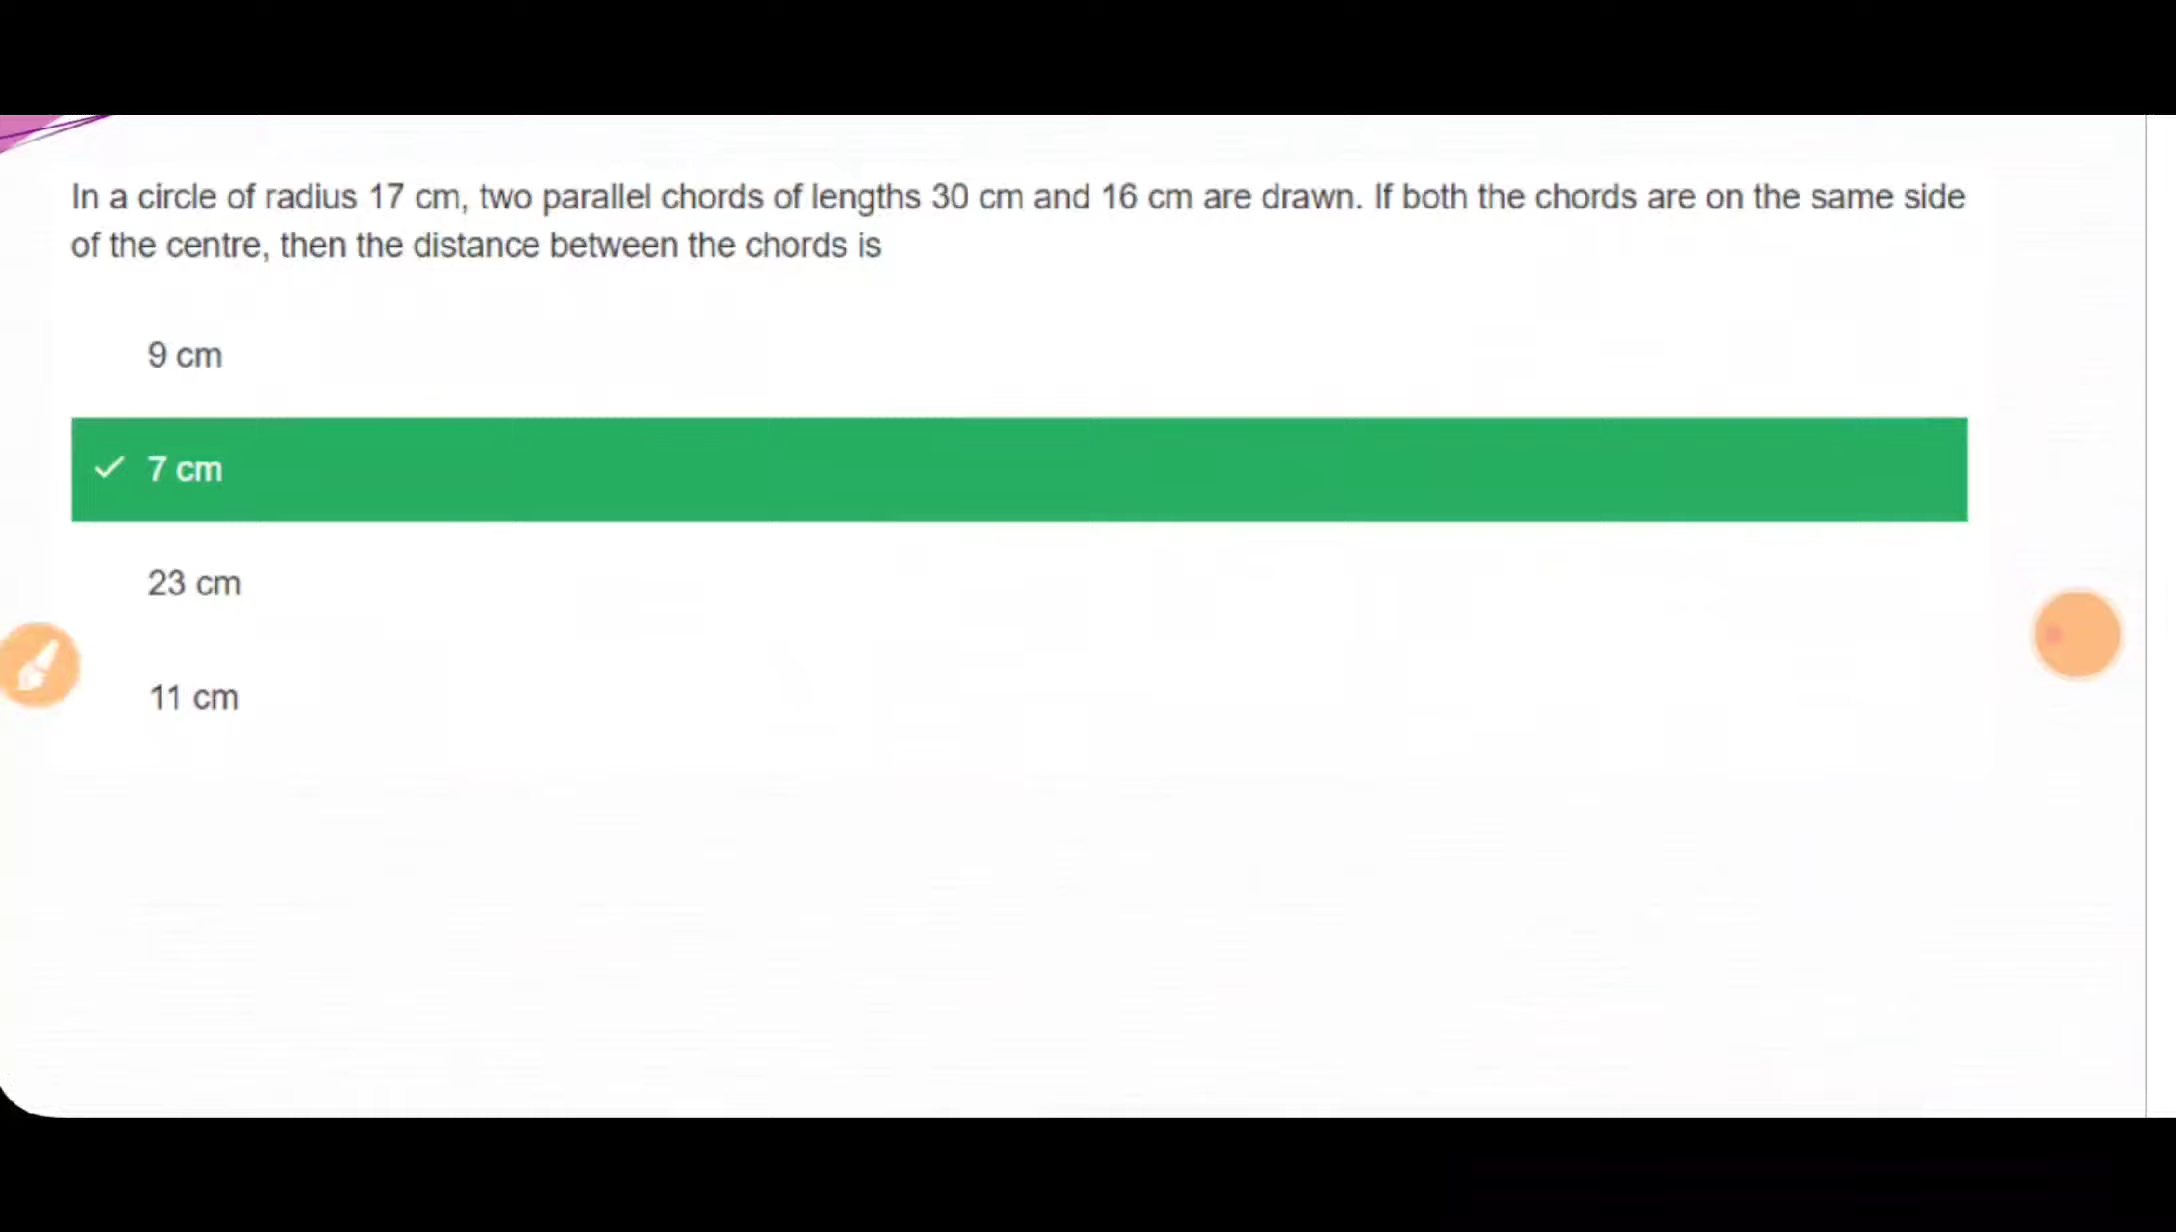 In a circle of radius 17 cm, two parallel chords of lengths 30 cm and 16 cm are drawn. If both the chords are on the same side
of the centre, then the distance between the chords is
9 cm
7 cm
23 cm
11 cm